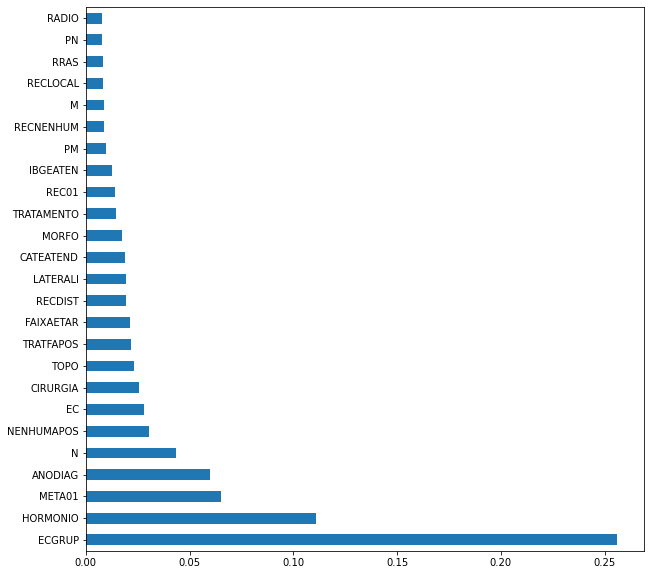 RADIO
PN
RRAS
RECLOCAL
M
RECNENHUM
PM
IBGEATEN
REC01
TRATAMENTO
MORFO
CATEATEND
LATERALI
RECDIST
FAIXAETAR
TRATFAPOS
TOPO
CIRURGIA
EC
NENHUMAPOS
N
ANODIAG
META01
HORMONIO
ECGRUP
0.00 0.05 0.10 0.15 0.20 0.25